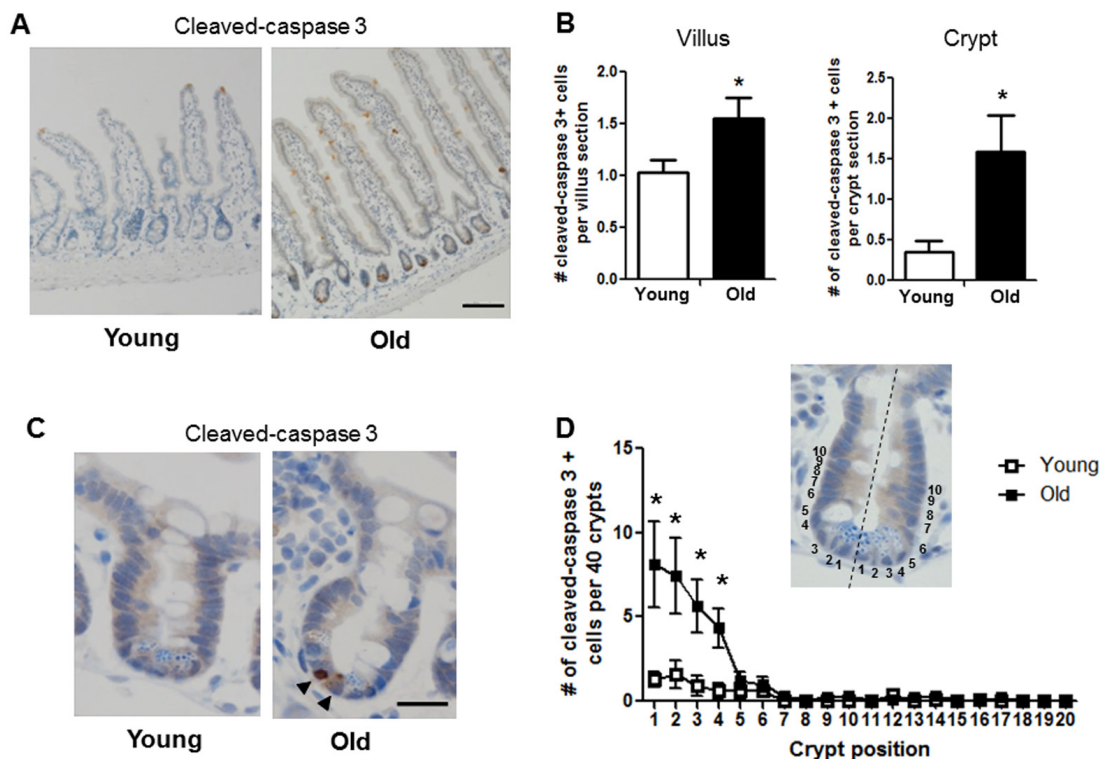 A
Cleaved-caspase 3
Young
Old
B
Villus
Crypt
# cleaved-caspase 3+ cells
per villus section
2.0
1.5
1.0
0.5
0.0
*
Young
Old
# of cleaved-caspase 3 + cells
per crypt section
2.5
2.0
1.5
1.0
0.5
0.0
*
Young
Old
C
Cleaved-caspase 3
Young
Old
D
# of cleaved-caspase 3 +
cells per 40 crypts
15
10
5
0
* * * *
1 2 3 4 5 6 7 8 9 10 11 12 13 14 15 16 17 18 19 20
Crypt position
10
9
8
7
6
5
4
3
2
1
1
2
3
4
5
6
7
8
9
10
Young
Old